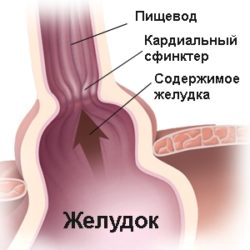 Пищевод
Кардиальный
сфинктер
Содержимое
желудка
Желудок